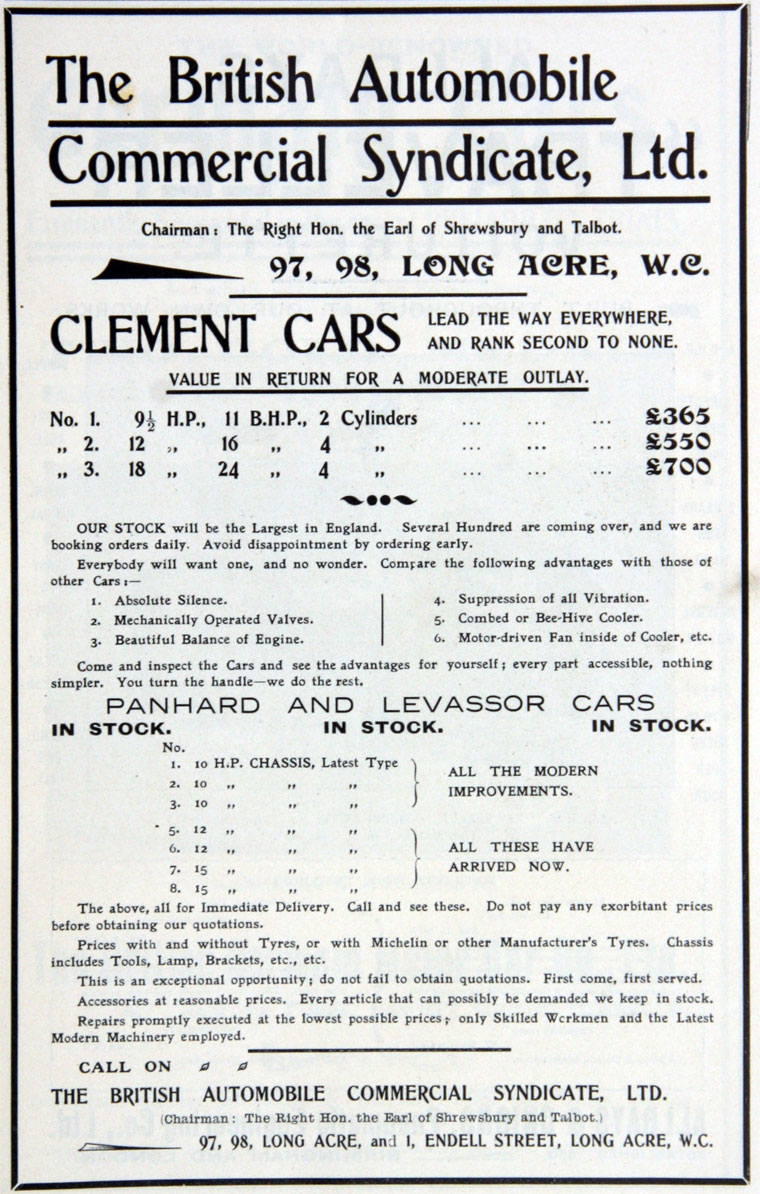 The British Automobile
Commercial Syndicate, Ltd.
Chairman: The Right Hon. the Earl of Shrewsbury and Talbot.
97, 98, LONG ACRE, W.C.
CLEMENT CARS
LEAD THE WAY EVERYWHERE,
AND RANK SECOND TO NONE.
VALUE IN RETURN FOR A MODERATE OUTLAY.
No. 1. 9½ H.P., 11 B.H.P., 2 Cylinders ... ... ... £365
„ 2. 12 „ 16 „ 4 „ ... ... ... £550
„ 3. 18 „ 24 „ 4 „ ... ... ... £700
OUR STOCK will be the Largest in England. Several Hundred are coming over, and we are
booking orders daily. Avoid disappointment by ordering early.
Everybody will want one, and no wonder. Compare the following advantages with those of
other Cars:—
1. Absolute Silence.
2. Mechanically Operated Valves.
3. Beautiful Balance of Engine.
4. Suppression of all Vibration.
5. Combed or Bee-Hive Cooler.
6. Motor-driven Fan inside of Cooler, etc.
Come and inspect the Cars and see the advantages for yourself; every part accessible, nothing
simpler. You turn the handle—we do the rest.
PANHARD AND LEVASSOR CARS
IN STOCK. IN STOCK. IN STOCK.
No.
1. 10 H.P. CHASSIS, Latest Type
2. 10 „ „ „
3. 10 „ „ „
ALL THE MODERN
IMPROVEMENTS.
5. 12 „ „ „
6. 12 „ „ „
7. 15 „ „ „
8. 15 „ „ „
ALL THESE HAVE
ARRIVED NOW.
The above, all for Immediate Delivery. Call and see these. Do not pay any exorbitant prices
before obtaining our quotations.
Prices with and without Tyres, or with Michelin or other Manufacturer's Tyres. Chassis
includes Tools, Lamp, Brackets, etc., etc.
This is an exceptional opportunity; do not fail to obtain quotations. First come, first served.
Accessories at reasonable prices. Every article that can possibly be demanded we keep in stock.
Repairs promptly executed at the lowest possible prices; only Skilled Workmen and the Latest
Modern Machinery employed.
CALL ON
THE BRITISH AUTOMOBILE COMMERCIAL SYNDICATE, LTD.
(Chairman: The Right Hon. the Earl of Shrewsbury and Talbot.)
97, 98, LONG ACRE, and 1, ENDELL STREET, LONG ACRE, W.C.